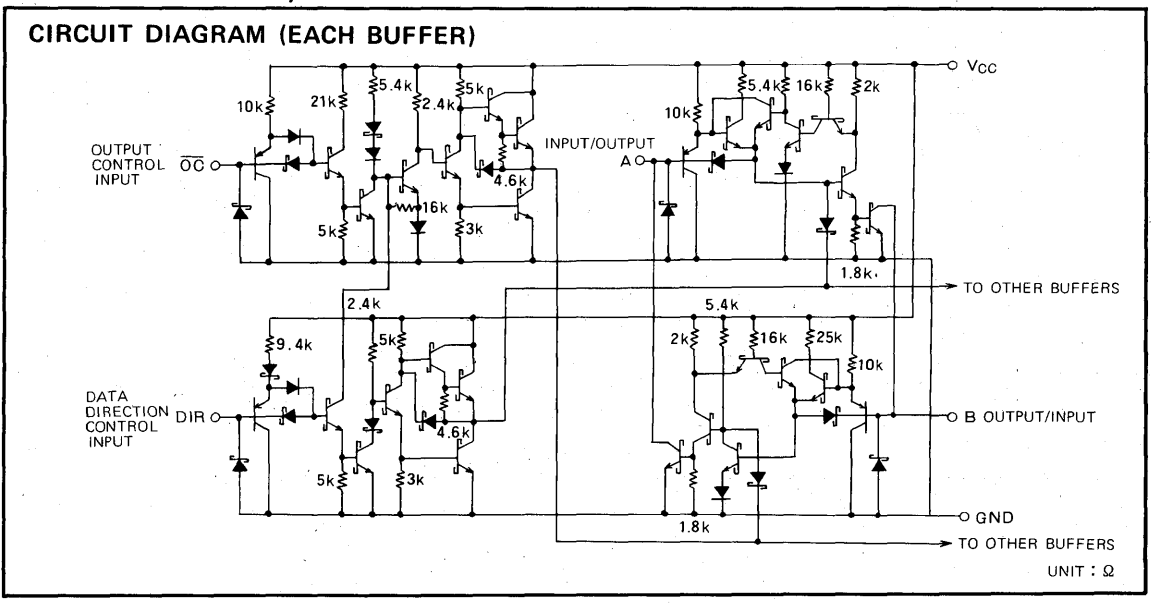 CIRCUIT DIAGRAM (EACH BUFFER)
VCC
10k
21k
5.4k
2.4k
5k
4.6k
16k
5k
3k
OUTPUT
CONTROL
INPUT
OC
INPUT/OUTPUT
A
10k
5.4k
16k
2k
1.8k
TO OTHER BUFFERS
2.4k
9.4k
5k
4.6k
5k
3k
DATA
DIRECTION
CONTROL
INPUT
DIR
5.4k
2k
16k
25k
10k
B OUTPUT/INPUT
1.8k
GND
TO OTHER BUFFERS
UNIT : Ω